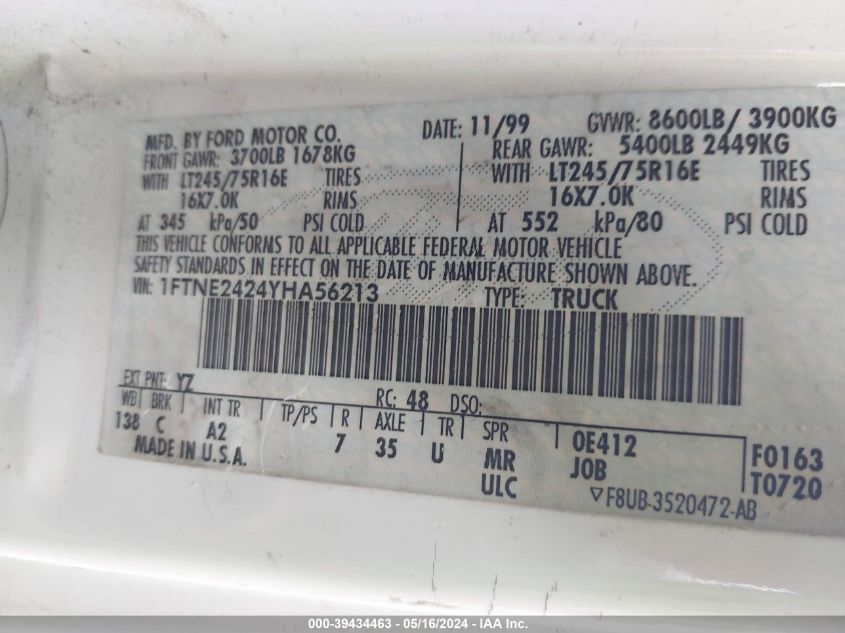 MFD. BY FORD MOTOR CO.
DATE: 11/99
GVWR: 8600LB/ 3900KG
FRONT GAWR: 3700LB 1678KG
REAR GAWR: 5400LB 2449KG
WITH LT245/75R16E TIRES
WITH LT245/75R16E TIRES
16X7.0K RIMS
16X7.0K RIMS
AT 345 kPa/50 PSI COLD
AT 552 kPa/80 PSI COLD
THIS VEHICLE CONFORMS TO ALL APPLICABLE FEDERAL MOTOR VEHICLE
SAFETY STANDARDS IN EFFECT ON THE DATE OF MANUFACTURE SHOWN ABOVE.
VIN: 1FTNE2424YHA56213
TYPE: TRUCK
EXT PNT: YZ
RC: 48 DSO:
WB BRK INT TR TP/PS R AXLE TR SPR
138 C A2 7 35 U MR
ULC
0E412
JOB
F0163
T0720
MADE IN U.S.A.
▽F8UB-3520472-AB
000-39434463 - 05/16/2024 - IAA Inc.